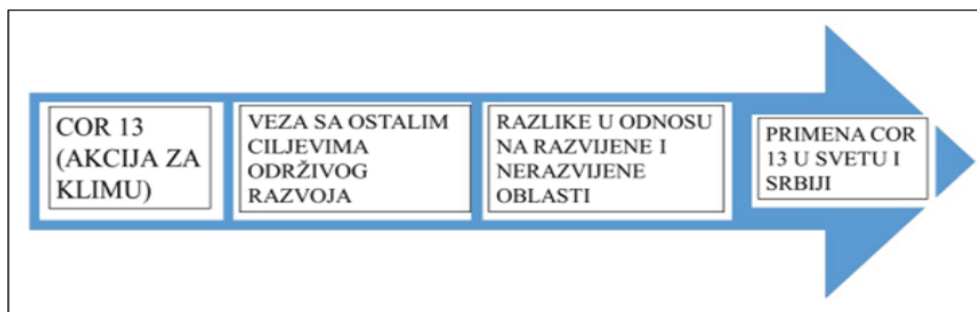 COR 13
(AKCIJA ZA
KLIMU)
VEZA SA OSTALIM
CILJEVIMA
ODRŽIVOG
RAZVOJA
RAZLIKE U ODNOSU
NA RAZVIJENE I
NERAZVIJENE
OBLASTI
PRIMENA COR
13 U SVETU I
SRBIJI